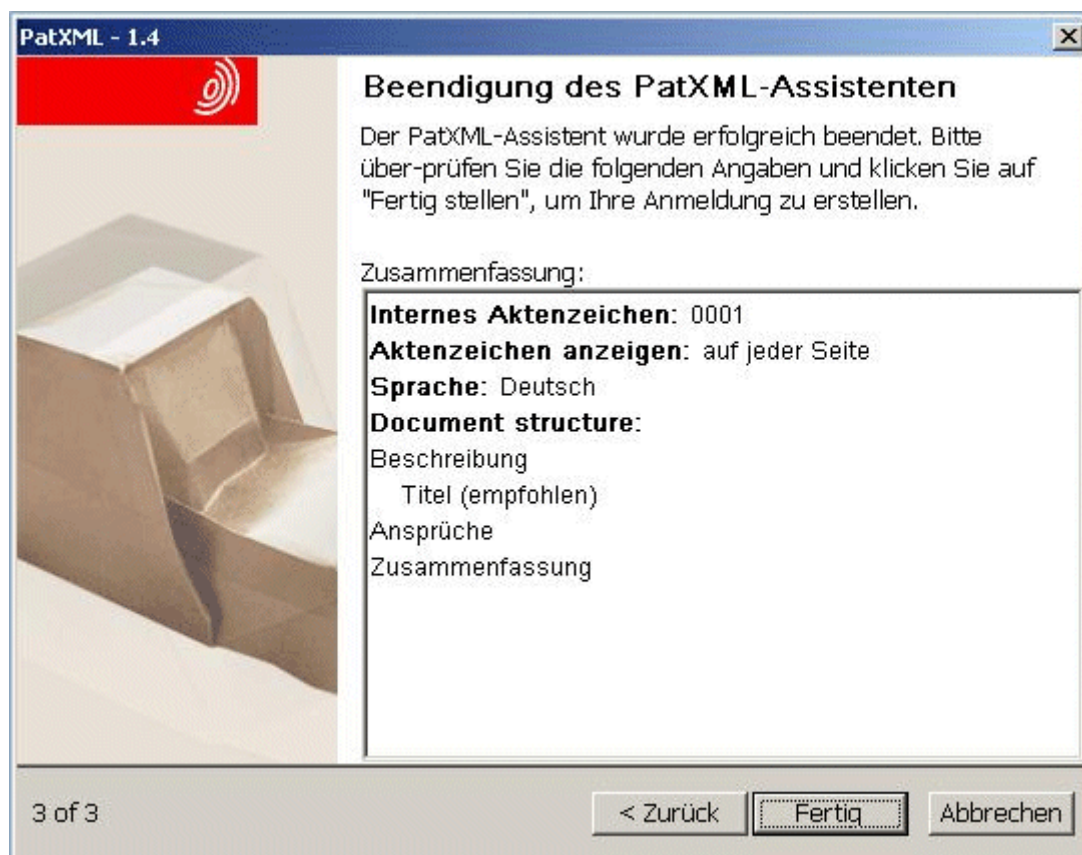 PatXML - 1.4
Beendigung des PatXML-Assistenten
Der PatXML-Assistent wurde erfolgreich beendet. Bitte
über-prüfen Sie die folgenden Angaben und klicken Sie auf
"Fertig stellen", um Ihre Anmeldung zu erstellen.
Zusammenfassung:
Internes Aktenzeichen: 0001
Aktenzeichen anzeigen: auf jeder Seite
Sprache: Deutsch
Document structure:
Beschreibung
Titel (empfohlen)
Ansprüche
Zusammenfassung
3 of 3
< Zurück
Fertig
Abbrechen